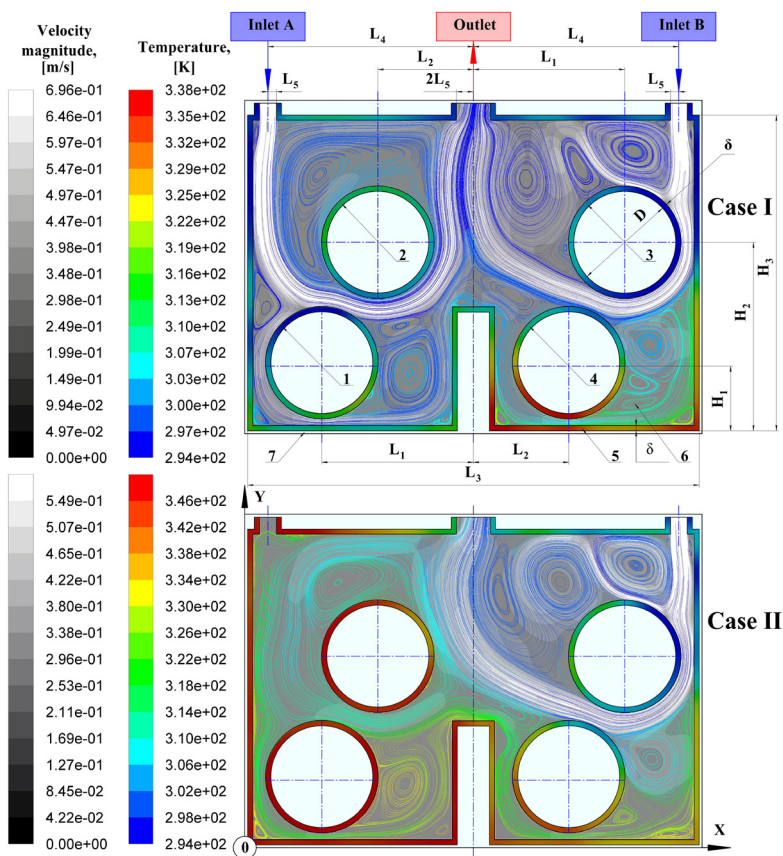 Inlet A
Outlet
Inlet B
Velocity
magnitude,
[m/s]
Temperature,
[K]
L4
L4
L2
L1
L5
2L5
L5
6.96e-01
6.46e-01
5.97e-01
5.47e-01
4.97e-01
4.47e-01
3.98e-01
3.48e-01
2.98e-01
2.49e-01
1.99e-01
1.49e-01
9.94e-02
4.97e-02
0.00e+00
3.38e+02
3.35e+02
3.32e+02
3.29e+02
3.25e+02
3.22e+02
3.19e+02
3.16e+02
3.13e+02
3.10e+02
3.07e+02
3.03e+02
3.00e+02
2.97e+02
2.94e+02
δ
D
Case I
2
3
H3
H2
1
4
H1
7
L1
L2
5
δ
6
L3
Y
5.49e-01
5.07e-01
4.65e-01
4.22e-01
3.80e-01
3.38e-01
2.96e-01
2.53e-01
2.11e-01
1.69e-01
1.27e-01
8.45e-02
4.22e-02
0.00e+00
3.46e+02
3.42e+02
3.38e+02
3.34e+02
3.30e+02
3.26e+02
3.22e+02
3.18e+02
3.14e+02
3.10e+02
3.06e+02
3.02e+02
2.98e+02
2.94e+02
Case II
X
0